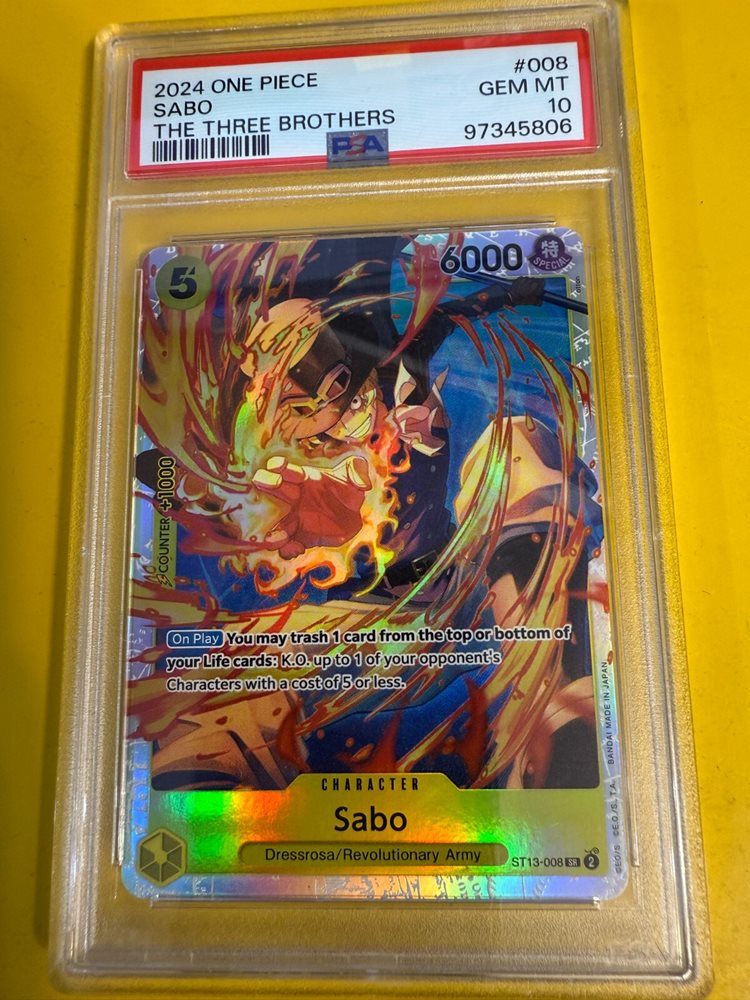 2024 ONE PIECE
#008
SABO
GEM MT
THE THREE BROTHERS
10
PSA
97345806
5
6000
特
SPECIAL
COUNTER +1000
On Play You may trash 1 card from the top or bottom of
your Life cards: K.O. up to 1 of your opponent's
Characters with a cost of 5 or less.
BANDAI MADE IN JAPAN
©E.O./S. ©E.O./S.,T.A.
CHARACTER
Sabo
Dressrosa/Revolutionary Army
ST13-008 SR 2